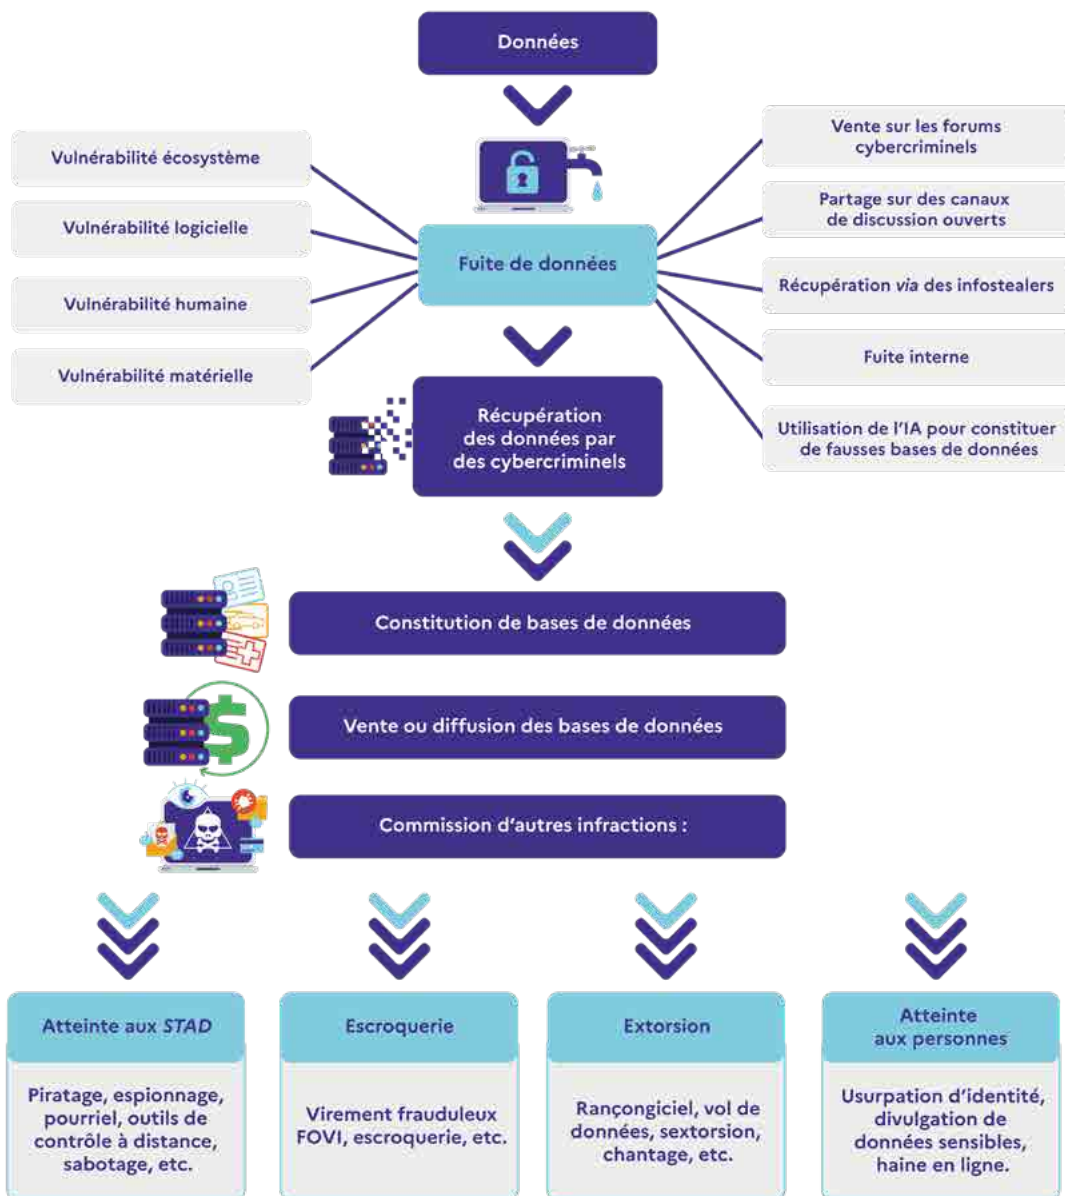 Données
Vulnérabilité écosystème
Vulnérabilité logicielle
Vulnérabilité humaine
Vulnérabilité matérielle
Fuite de données
Vente sur les forums
cybercriminels
Partage sur des canaux
de discussion ouverts
Récupération via des infostealers
Fuite interne
Utilisation de l'IA pour constituer
de fausses bases de données
Récupération
des données par
des cybercriminels
Constitution de bases de données
Vente ou diffusion des bases de données
Commission d'autres infractions :
Atteinte aux STAD
Piratage, espionnage,
pourriel, outils de
contrôle à distance,
sabotage, etc.
Escroquerie
Virement frauduleux
FOVI, escroquerie, etc.
Extorsion
Rançongiciel, vol de
données, sextorsion,
chantage, etc.
Atteinte
aux personnes
Usurpation d'identité,
divulgation de
données sensibles,
haine en ligne.